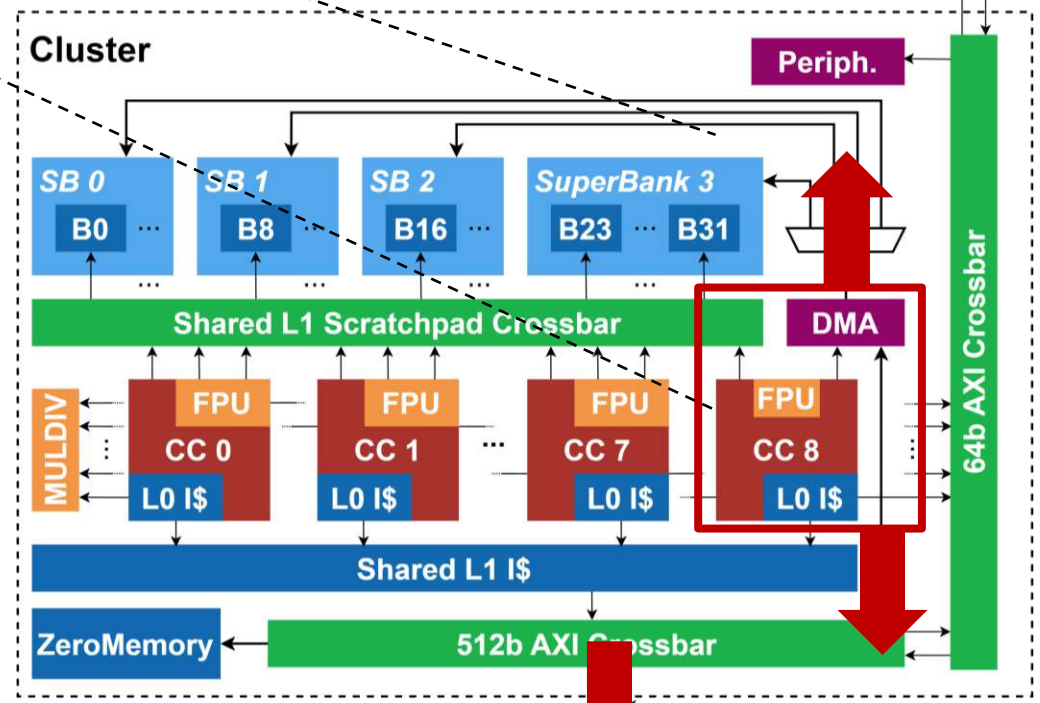 Cluster
Periph.
SB 0
SB 1
SB 2
SuperBank 3
B0
...
B8
...
B16
...
B23
...
B31
...
...
...
...
Shared L1 Scratchpad Crossbar
DMA
64b AXI Crossbar
MULDIV
...
FPU
CC 0
L0 I$
FPU
CC 1
L0 I$
...
FPU
CC 7
L0 I$
FPU
CC 8
L0 I$
...
Shared L1 I$
ZeroMemory
512b AXI Crossbar